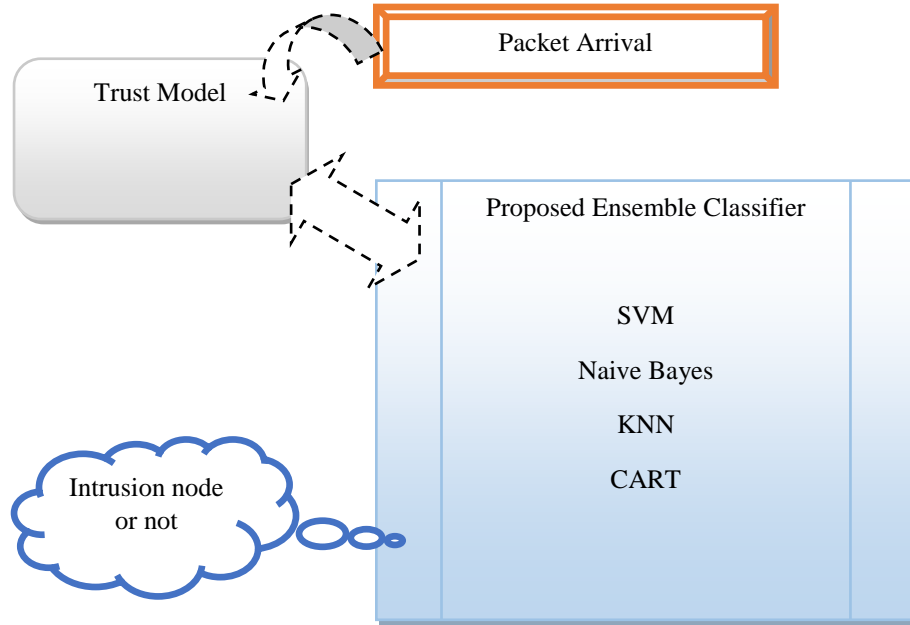 Packet Arrival
Trust Model
Proposed Ensemble Classifier
SVM
Naive Bayes
KNN
CART
Intrusion node
or not